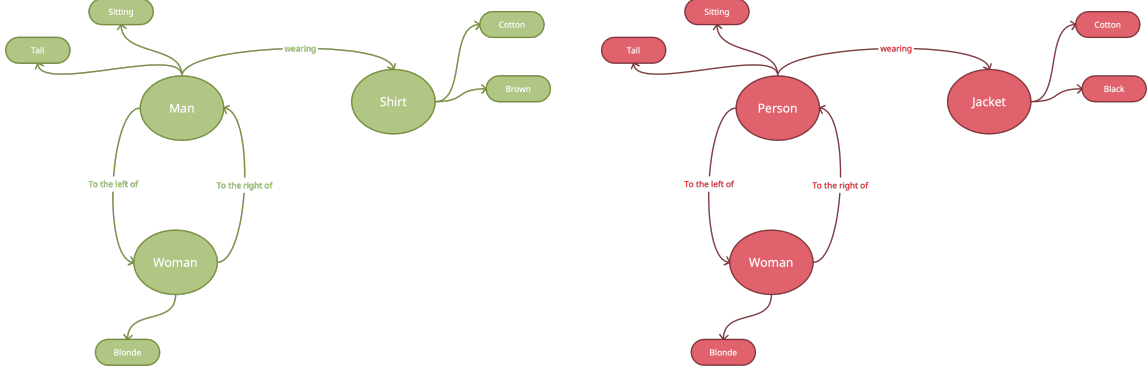 Sitting
Cotton
Tall
wearing
Brown
Man
Shirt
To the left of
To the right of
Woman
Blonde
Sitting
Cotton
Tall
wearing
Black
Person
Jacket
To the left of
To the right of
Woman
Blonde